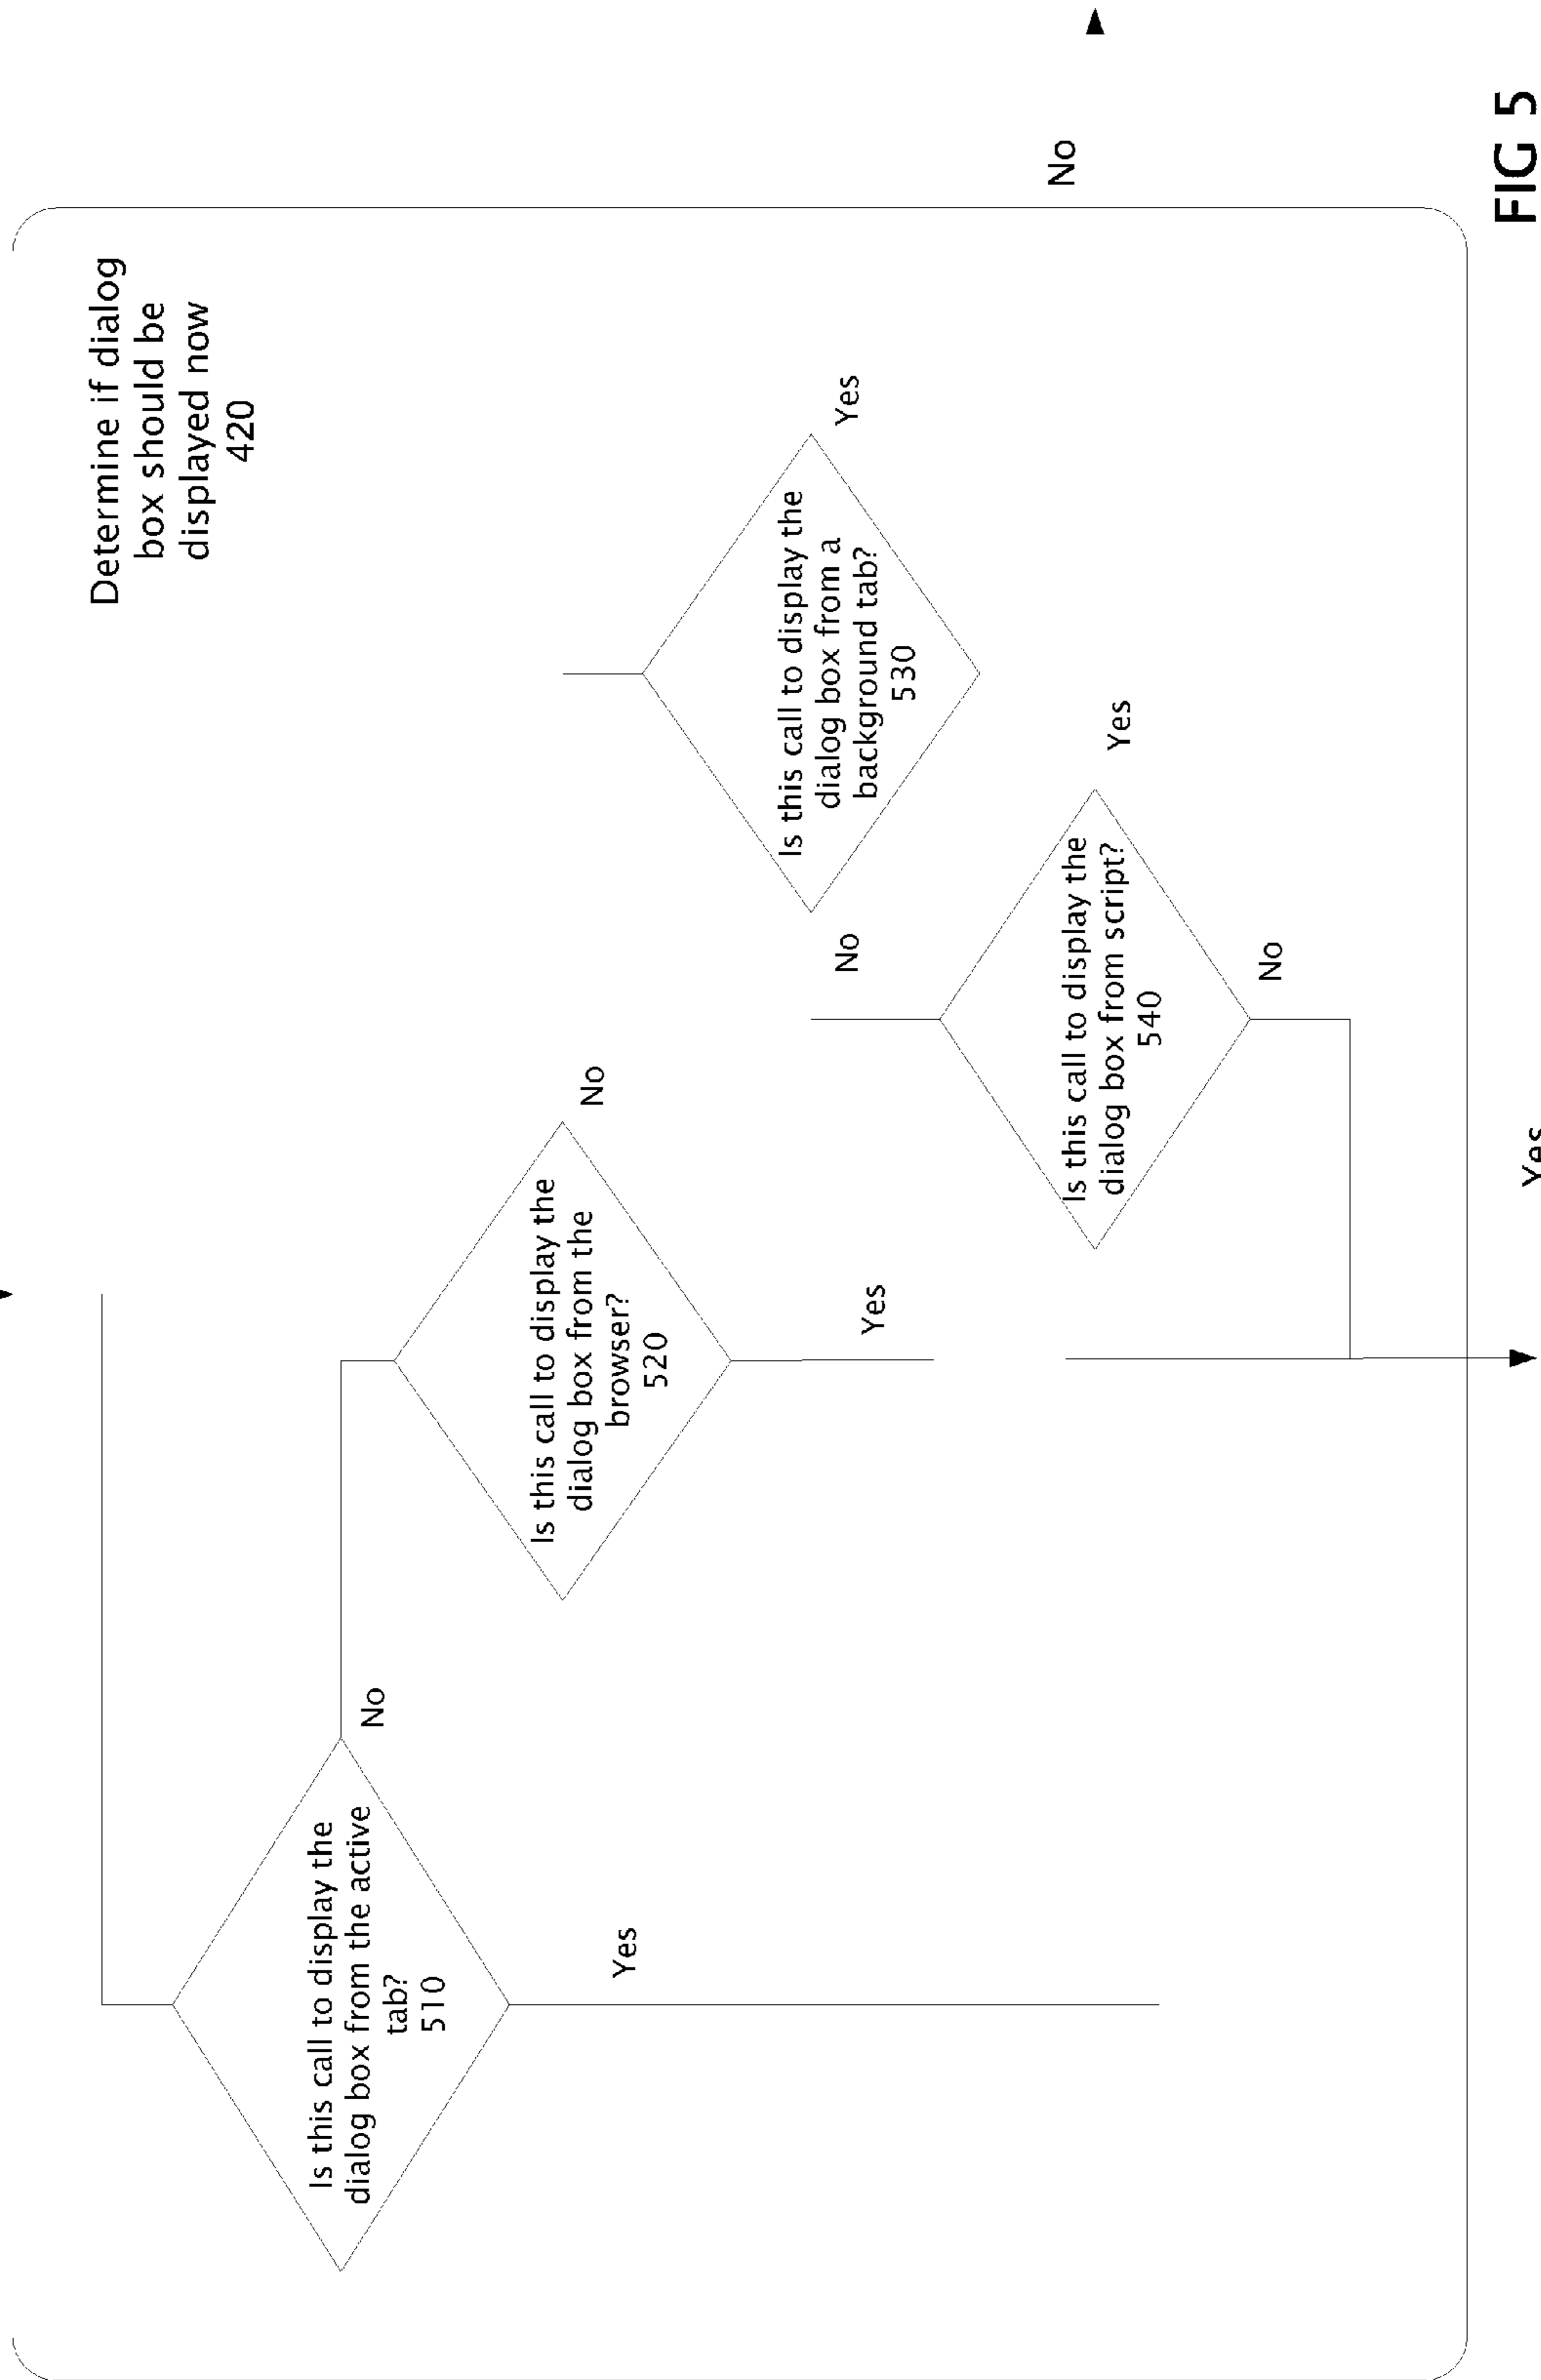 Determine if dialog
box should be
displayed now
420
Is this call to display the
dialog box from the active
tab?
510
No
Yes
Is this call to display the
dialog box from the
browser?
520
No
Yes
Is this call to display the
dialog box from a
background tab?
530
Yes
No
Is this call to display the
dialog box from script?
540
Yes
No
No
Yes
FIG 5